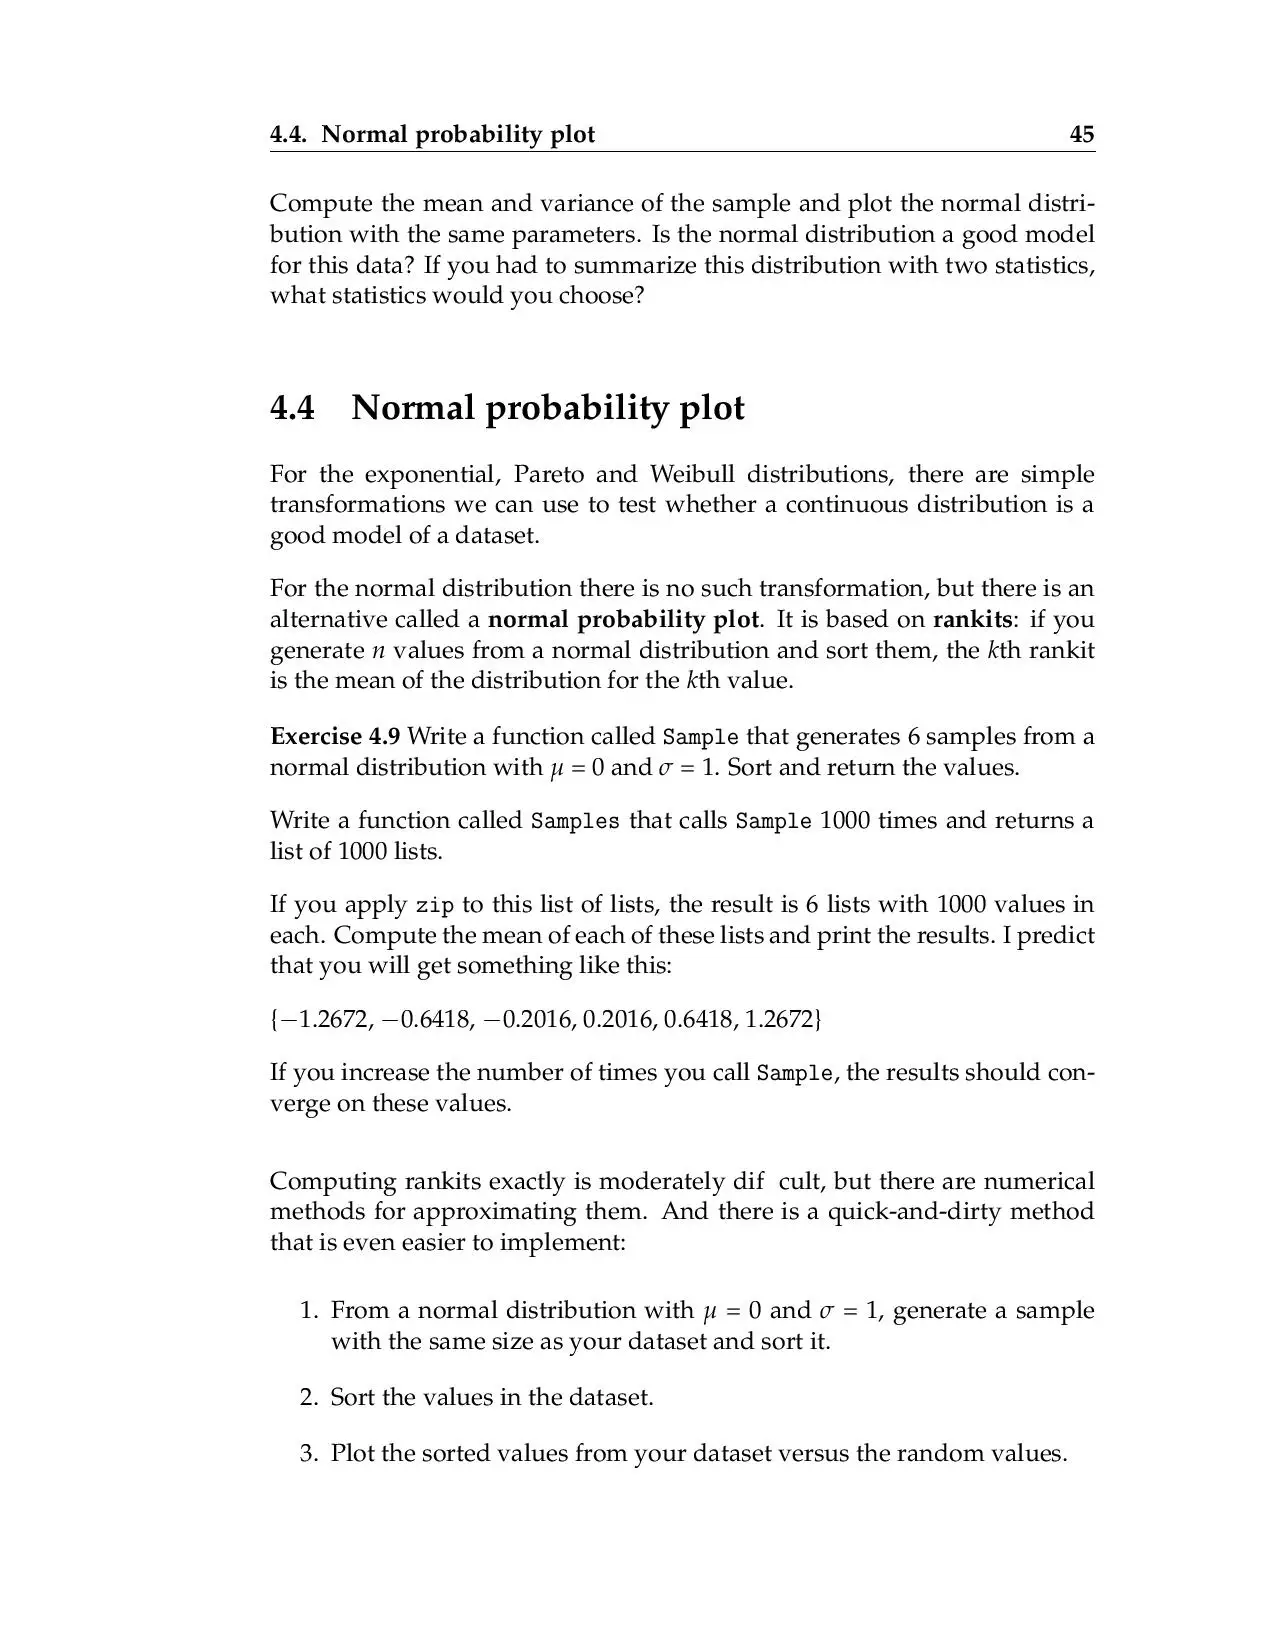 4.4. Normal probability plot 45
Compute the mean and variance of the sample and plot the normal distri-
bution with the same parameters. Is the normal distribution a good model
for this data? If you had to summarize this distribution with two statistics,
what statistics would you choose?
4.4 Normal probability plot
For the exponential, Pareto and Weibull distributions, there are simple
transformations we can use to test whether a continuous distribution is a
good model of a dataset.
For the normal distribution there is no such transformation, but there is an
alternative called a normal probability plot. It is based on rankits: if you
generate n values from a normal distribution and sort them, the kth rankit
is the mean of the distribution for the kth value.
Exercise 4.9 Write a function called Sample that generates 6 samples from a
normal distribution with μ = 0 and σ = 1. Sort and return the values.
Write a function called Samples that calls Sample 1000 times and returns a
list of 1000 lists.
If you apply zip to this list of lists, the result is 6 lists with 1000 values in
each. Compute the mean of each of these lists and print the results. I predict
that you will get something like this:
{−1.2672, −0.6418, −0.2016, 0.2016, 0.6418, 1.2672}
If you increase the number of times you call Sample, the results should con-
verge on these values.
Computing rankits exactly is moderately dif cult, but there are numerical
methods for approximating them. And there is a quick-and-dirty method
that is even easier to implement:
1. From a normal distribution with μ = 0 and σ = 1, generate a sample
with the same size as your dataset and sort it.
2. Sort the values in the dataset.
3. Plot the sorted values from your dataset versus the random values.